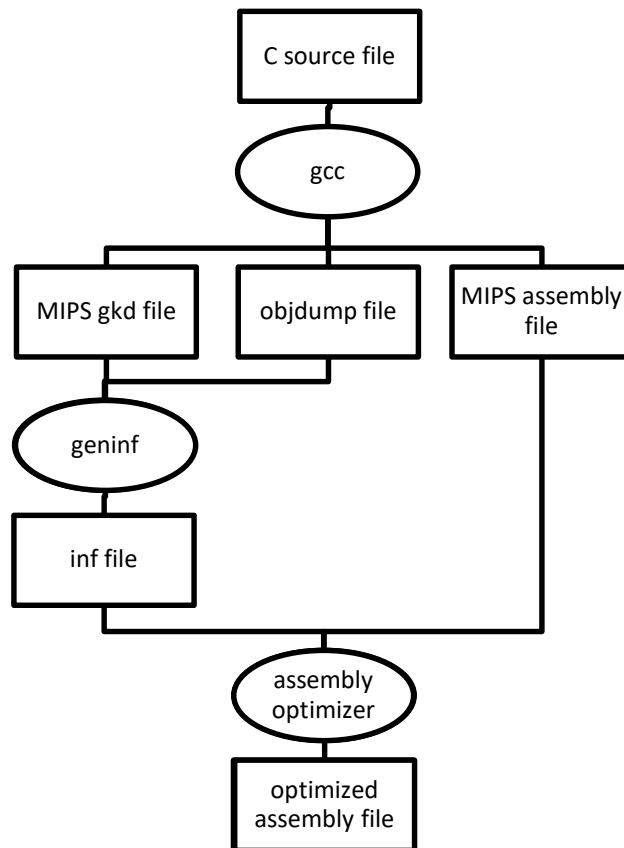 C source file
gcc
MIPS gkd file
objdump file
MIPS assembly
file
geninf
inf file
assembly
optimizer
optimized
assembly file